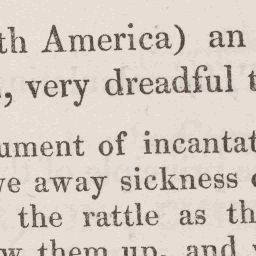 th America) an
, very dreadful
ument of incantat
ve away sickness
the rattle as th
w them up, and